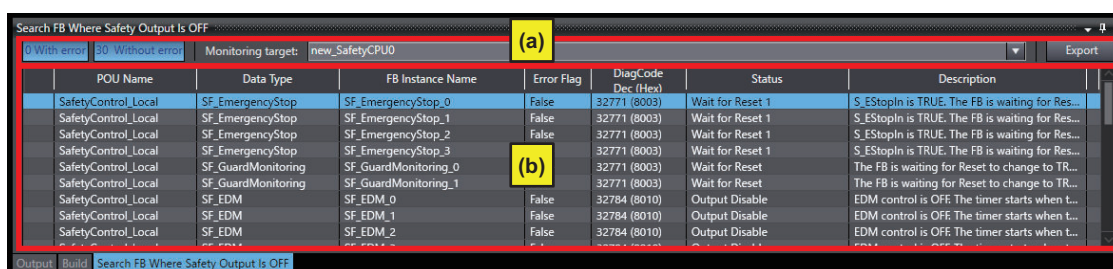 Search FB Where Safety Output Is OFF
0 With error 30 Without error Monitoring target: new_SafetyCPU0 (a) Export
POU Name Data Type FB Instance Name Error Flag DiagCode Dec (Hex) Status Description
SafetyControl_Local SF_EmergencyStop SF_EmergencyStop_0 False 32771 (8003) Wait for Reset 1 S_EStopIn is TRUE. The FB is waiting for Res...
SafetyControl_Local SF_EmergencyStop SF_EmergencyStop_1 False 32771 (8003) Wait for Reset 1 S_EStopIn is TRUE. The FB is waiting for Res...
SafetyControl_Local SF_EmergencyStop SF_EmergencyStop_2 False 32771 (8003) Wait for Reset 1 S_EStopIn is TRUE. The FB is waiting for Res...
SafetyControl_Local SF_EmergencyStop SF_EmergencyStop_3 False 32771 (8003) Wait for Reset 1 S_EStopIn is TRUE. The FB is waiting for Res...
SafetyControl_Local SF_GuardMonitoring SF_GuardMonitoring_0 (b) 32771 (8003) Wait for Reset The FB is waiting for Reset to change to TR...
SafetyControl_Local SF_GuardMonitoring SF_GuardMonitoring_1 32771 (8003) Wait for Reset The FB is waiting for Reset to change to TR...
SafetyControl_Local SF_EDM SF_EDM_0 False 32784 (8010) Output Disable EDM control is OFF. The timer starts when t...
SafetyControl_Local SF_EDM SF_EDM_1 False 32784 (8010) Output Disable EDM control is OFF. The timer starts when t...
SafetyControl_Local SF_EDM SF_EDM_2 False 32784 (8010) Output Disable EDM control is OFF. The timer starts when t...
Output Build Search FB Where Safety Output Is OFF